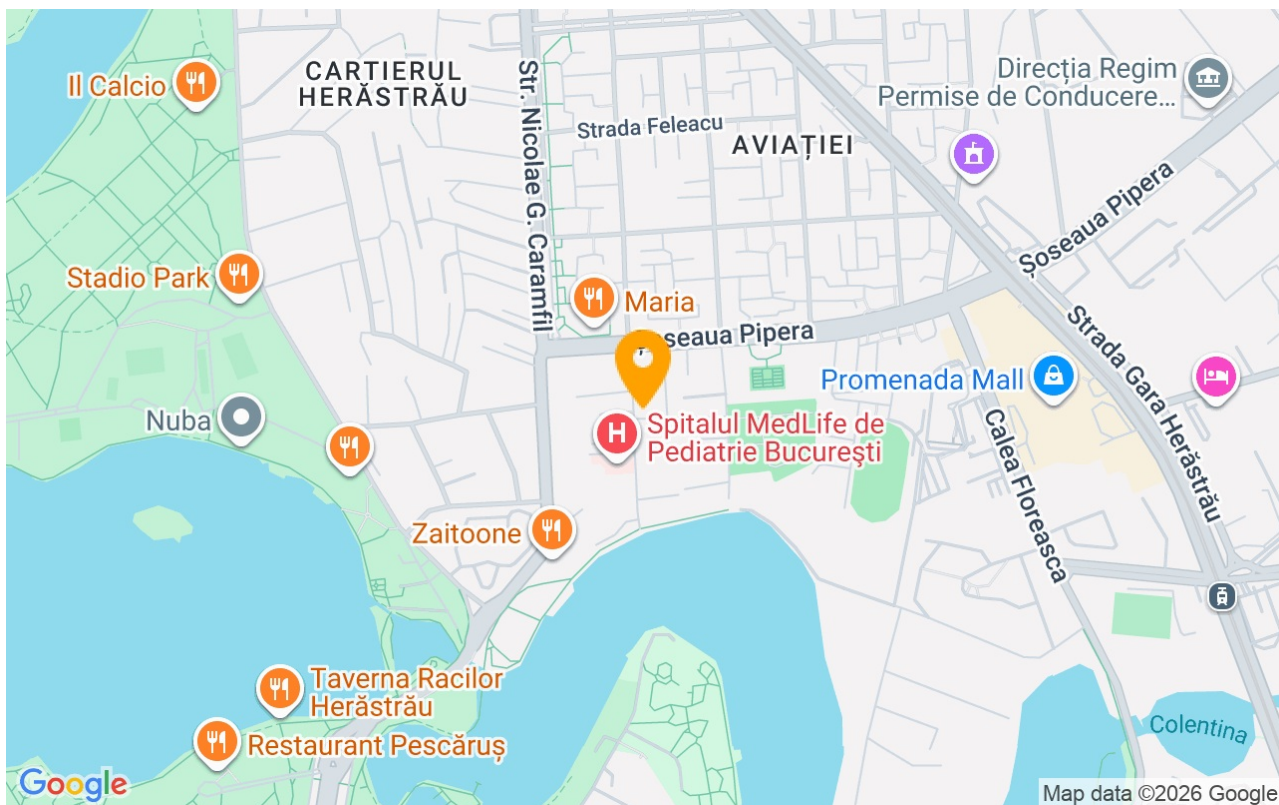 Il Calcio
CARTIERUL
HERĂSTRĂU
Str. Nicolae G. Caramfil
Strada Feleacu
AVIAȚIEI
Direcția Regim
Permise de Conducere...
Șoseaua Pipera
Stadio Park
Maria
Șoseaua Pipera
Strada Gara Herăstrău
Promenada Mall
Nuba
Spitalul MedLife de
Pediatrie Bucureşti
Calea Floreasca
Zaitoone
Taverna Racilor
Herăstrău
Restaurant Pescăruș
Colentina
Google
Map data ©2026 Google